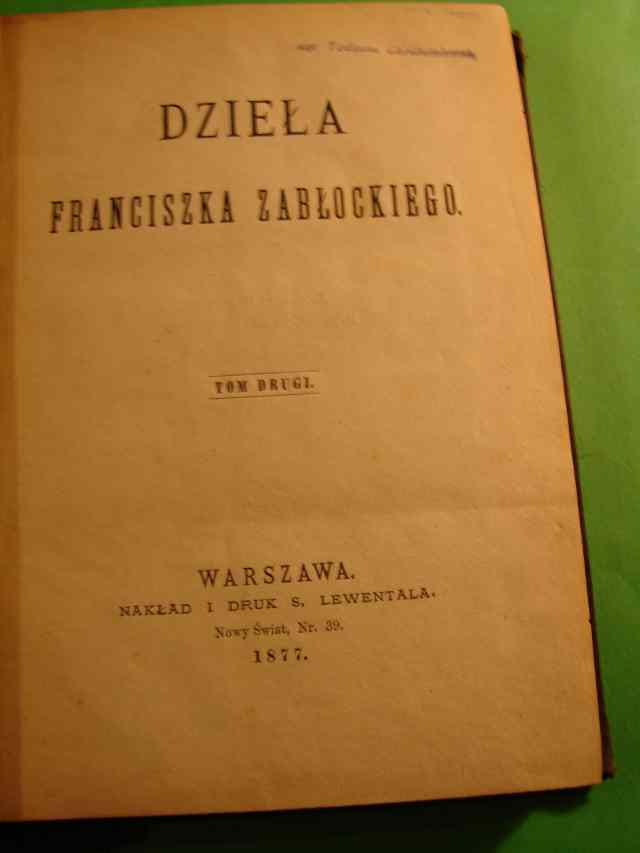 DZIEŁA
FRANCISZKA ZABŁOCKIEGO.
TOM DRUGI.
WARSZAWA.
NAKŁAD I DRUK S. LEWENTALA.
Nowy Świat, Nr. 39.
1877.